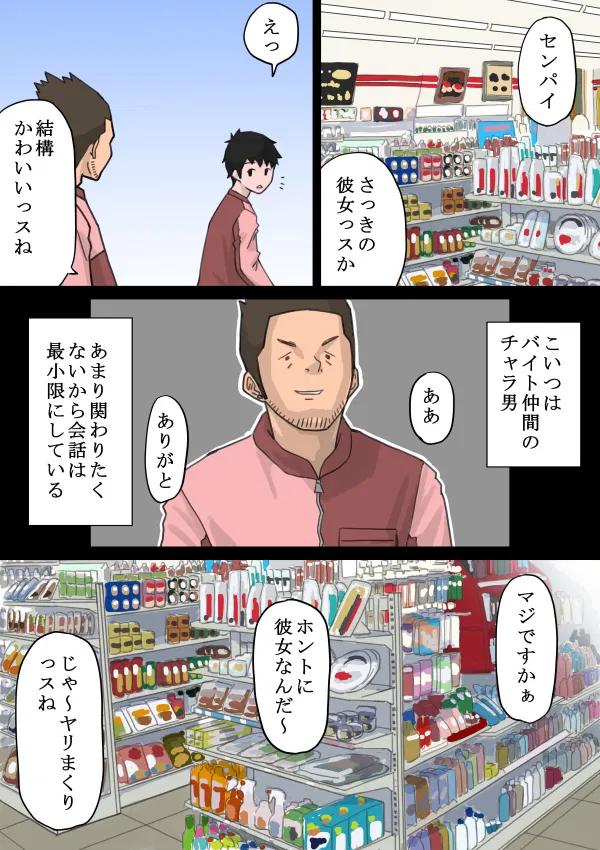 センパイ
さっきの
彼女っスか
えっ
結構
かわいいっスね
こいつは
バイト仲間の
チャラ男
ああ
ありがと
あまり関わりたく
ないから会話は
最小限にしている
マジですかぁ
ホントに
彼女なんだ～
じゃ～ヤリまくり
っスね